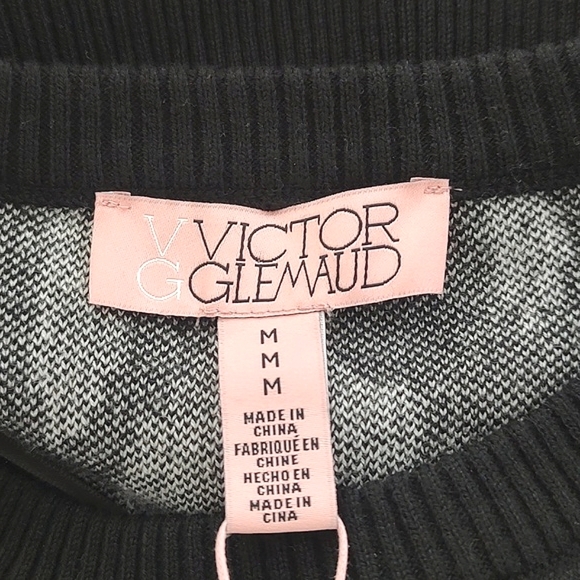 VG
VICTOR
GLEMAUD
M
M
M
MADE IN
CHINA
FABRIQUÉ EN
CHINE
HECHO EN
CHINA
MADE IN
CINA